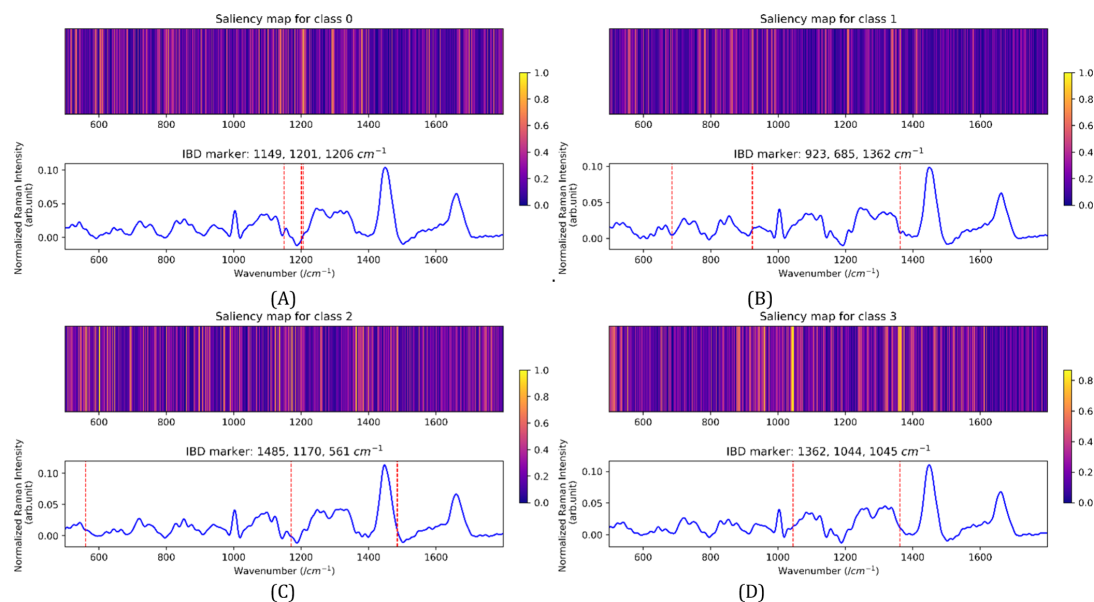 Saliency map for class 0
600 800 1000 1200 1400 1600
1.0
0.8
0.6
0.4
0.2
0.0
IBD marker: 1149, 1201, 1206 cm⁻¹
Normalized Raman Intensity
(arb.unit)
0.10
0.05
0.00
600 800 1000 1200 1400 1600
Wavenumber (/cm⁻¹)
(A)
Saliency map for class 1
600 800 1000 1200 1400 1600
1.0
0.8
0.6
0.4
0.2
0.0
IBD marker: 923, 685, 1362 cm⁻¹
Normalized Raman Intensity
(arb.unit)
0.10
0.05
0.00
600 800 1000 1200 1400 1600
Wavenumber (/cm⁻¹)
(B)
.
Saliency map for class 2
600 800 1000 1200 1400 1600
1.0
0.8
0.6
0.4
0.2
0.0
IBD marker: 1485, 1170, 561 cm⁻¹
Normalized Raman Intensity
(arb.unit)
0.10
0.05
0.00
600 800 1000 1200 1400 1600
Wavenumber (/cm⁻¹)
(C)
Saliency map for class 3
600 800 1000 1200 1400 1600
0.8
0.6
0.4
0.2
0.0
IBD marker: 1362, 1044, 1045 cm⁻¹
Normalized Raman Intensity
(arb.unit)
0.10
0.05
0.00
600 800 1000 1200 1400 1600
Wavenumber (/cm⁻¹)
(D)